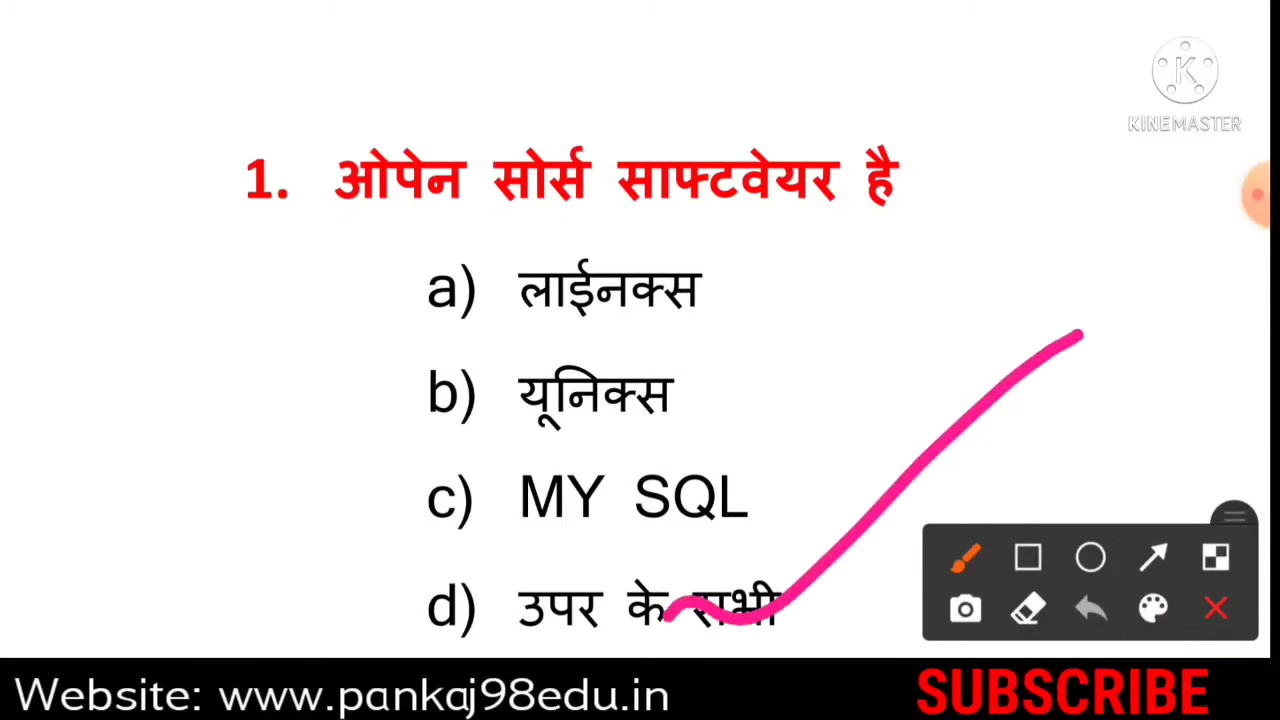 KINEMASTER
1. ओपेन सोर्स साफ्टवेयर है
a) लाईनक्स
b) यूनिक्स
c) MY SQL
d) उपर के सभी
Website: www.pankaj98edu.in
SUBSCRIBE